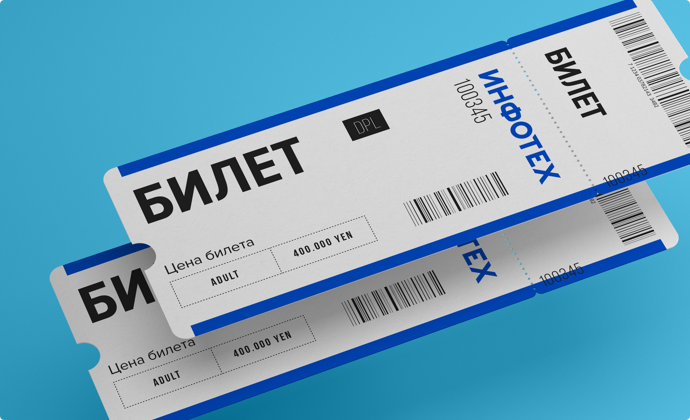 БИЛЕТ
DPL
Цена билета
ADULT
400.000 YEN
100345
ИНФОТЕХ
БИЛЕТ
100345
БИ
Цена билета
ADULT
400.000 YEN
ТЕХ
100345